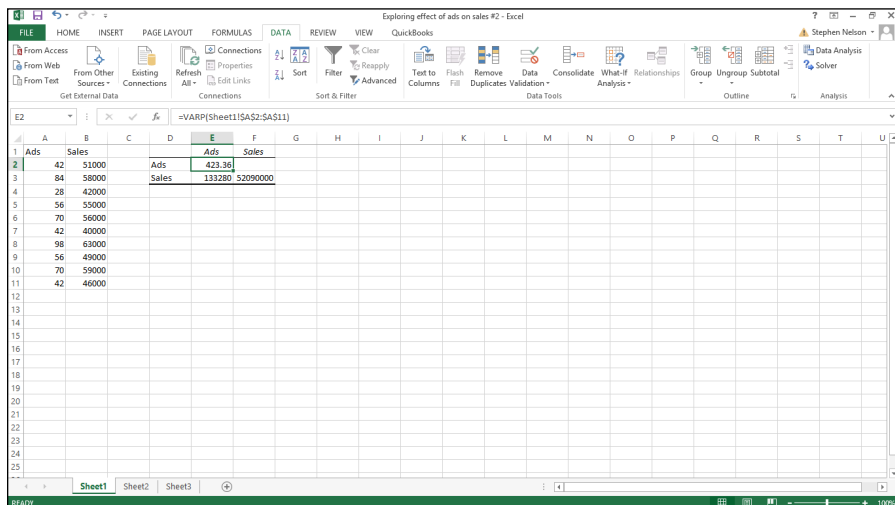 Exploring effect of ads on sales #2 - Excel
FILE HOME INSERT PAGE LAYOUT FORMULAS DATA REVIEW VIEW QuickBooks Stephen Nelson
From Access
From Web
From Text
From Other Sources
Get External Data
Existing Connections
Refresh All
Connections
Properties
Edit Links
Connections
Sort
Filter
Clear
Reapply
Advanced
Sort & Filter
Text to Columns
Flash Fill
Remove Duplicates
Data Validation
Consolidate
What-If Analysis
Relationships
Data Tools
Group
Ungroup
Subtotal
Outline
Data Analysis
Solver
Analysis
E2 fx =VARP(Sheet1!$A$2:$A$11)
A B C D E F G H I J K L M N O P Q R S T U
1 Ads Sales Ads Sales
2 42 51000 Ads 423.36
3 84 58000 Sales 133280 52090000
4 28 42000
5 56 55000
6 70 56000
7 42 40000
8 98 63000
9 56 49000
10 70 59000
11 42 46000
12
13
14
15
16
17
18
19
20
21
22
23
24
25
Sheet1 Sheet2 Sheet3
READY 100%